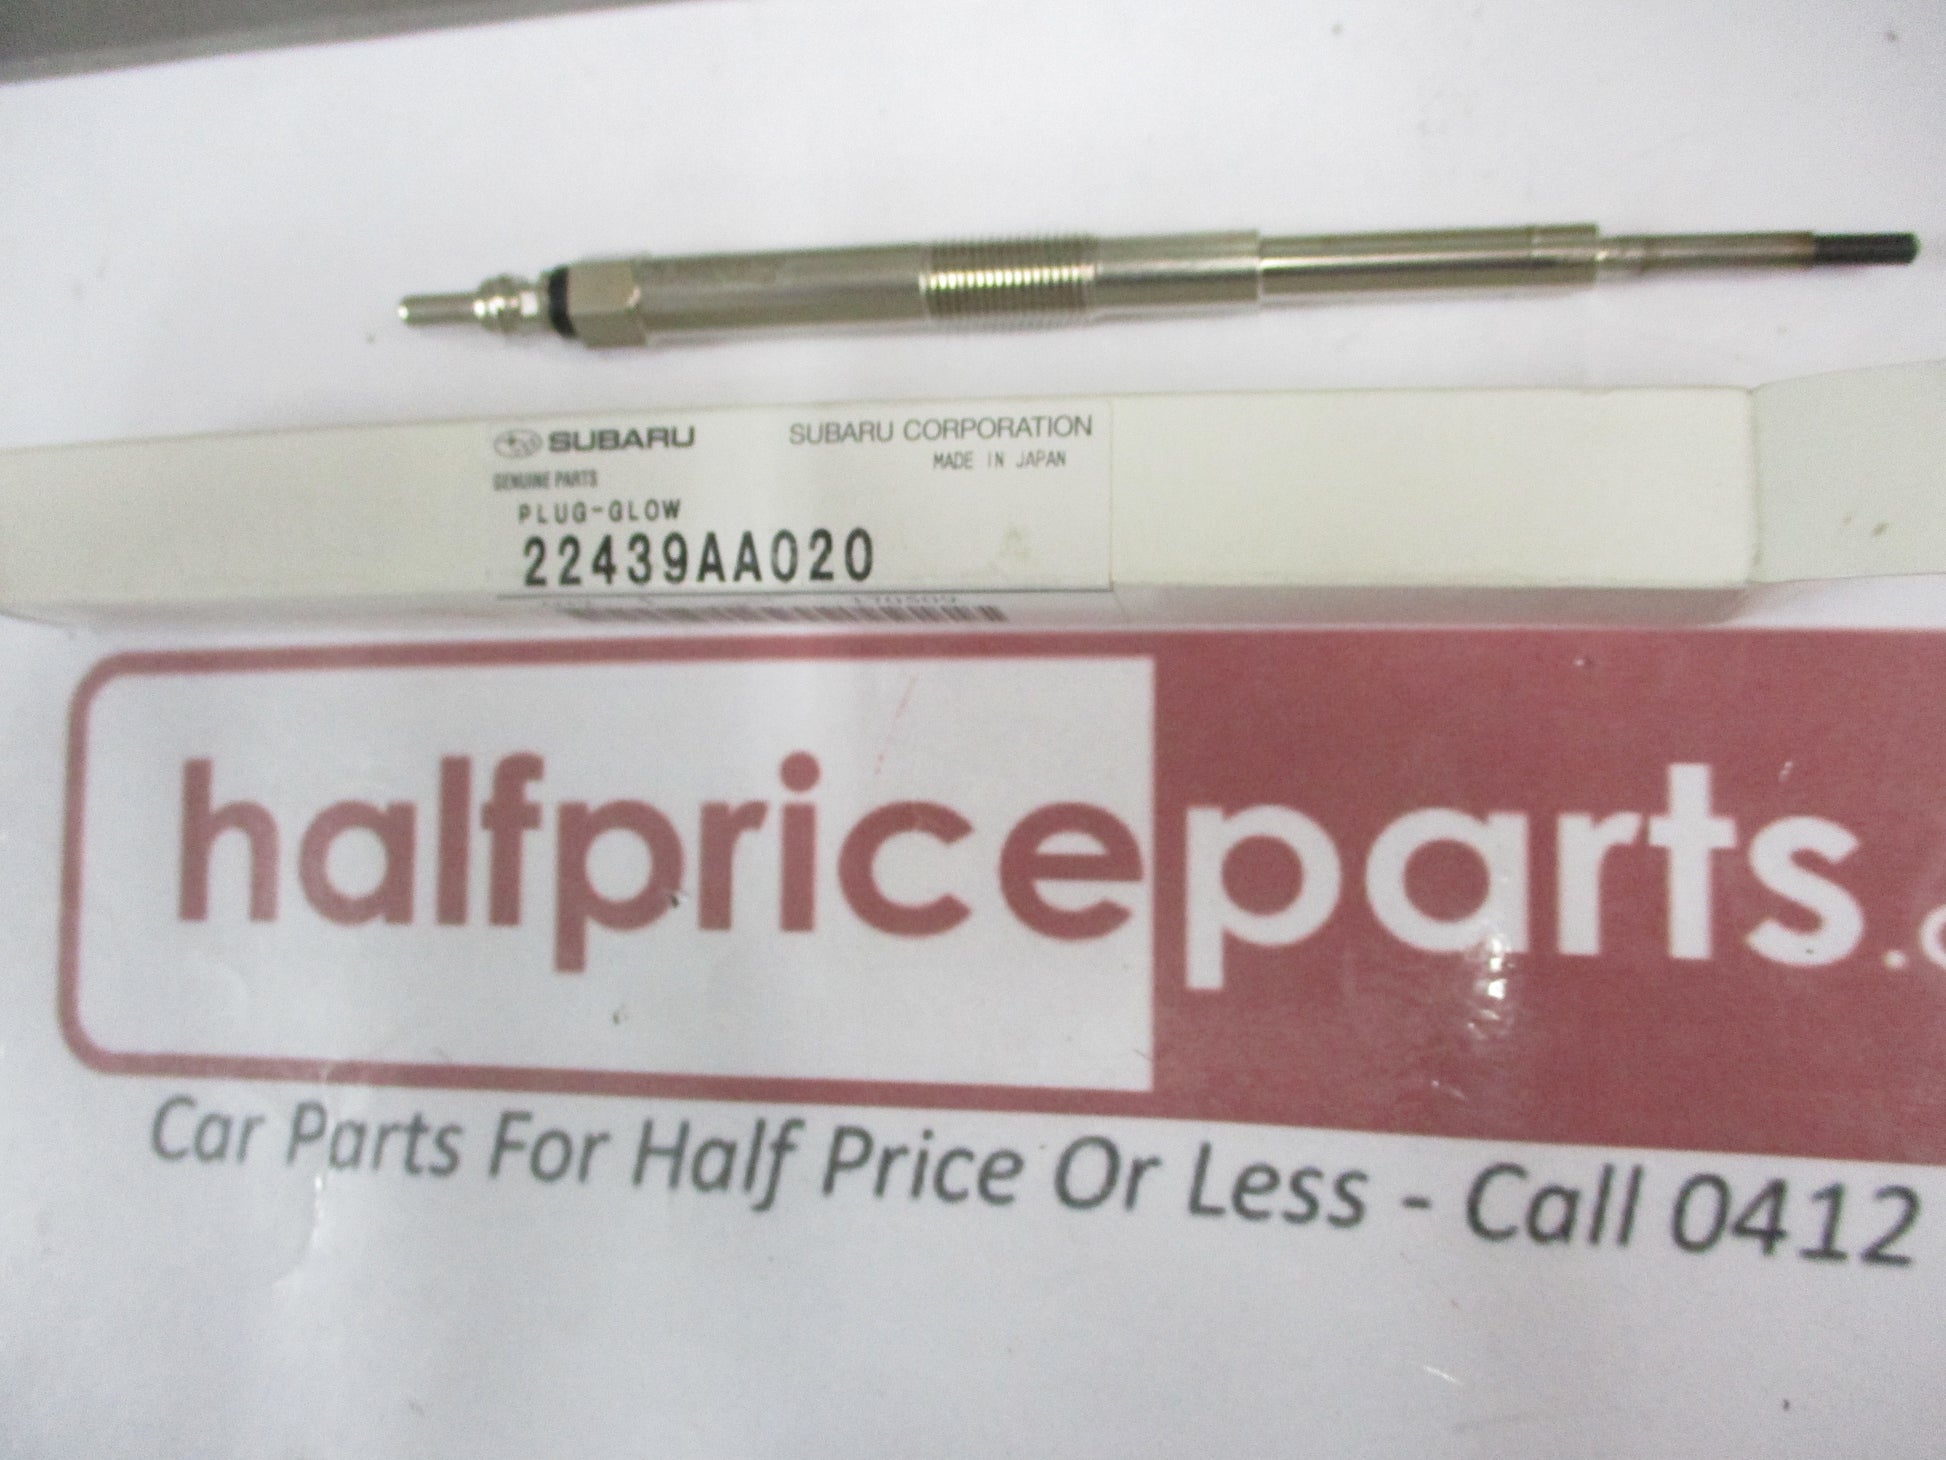 SUBARU
SUBARU CORPORATION
GENUINE PARTS
MADE IN JAPAN
PLUG-GLOW
22439AA020
halfpriceparts.
Car Parts For Half Price Or Less - Call 0412